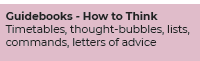 Guidebooks - How to Think
Timetables, thought-bubbles, lists,
commands, letters of advice